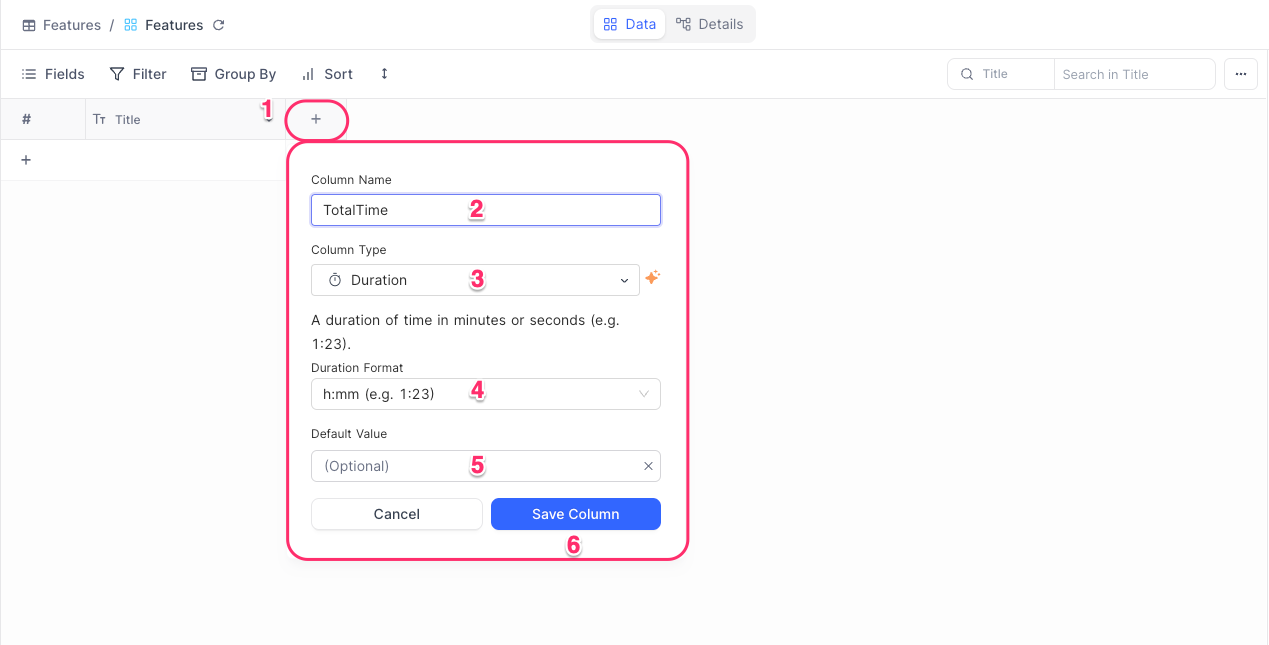 Features / Features
Data Details
Fields Filter Group By Sort
Title Search in Title
# Tт Title 1 +
+
Column Name
TotalTime 2
Column Type
Duration 3
A duration of time in minutes or seconds (e.g.
1:23).
Duration Format
h:mm (e.g. 1:23) 4
Default Value
(Optional) 5
Cancel Save Column
6